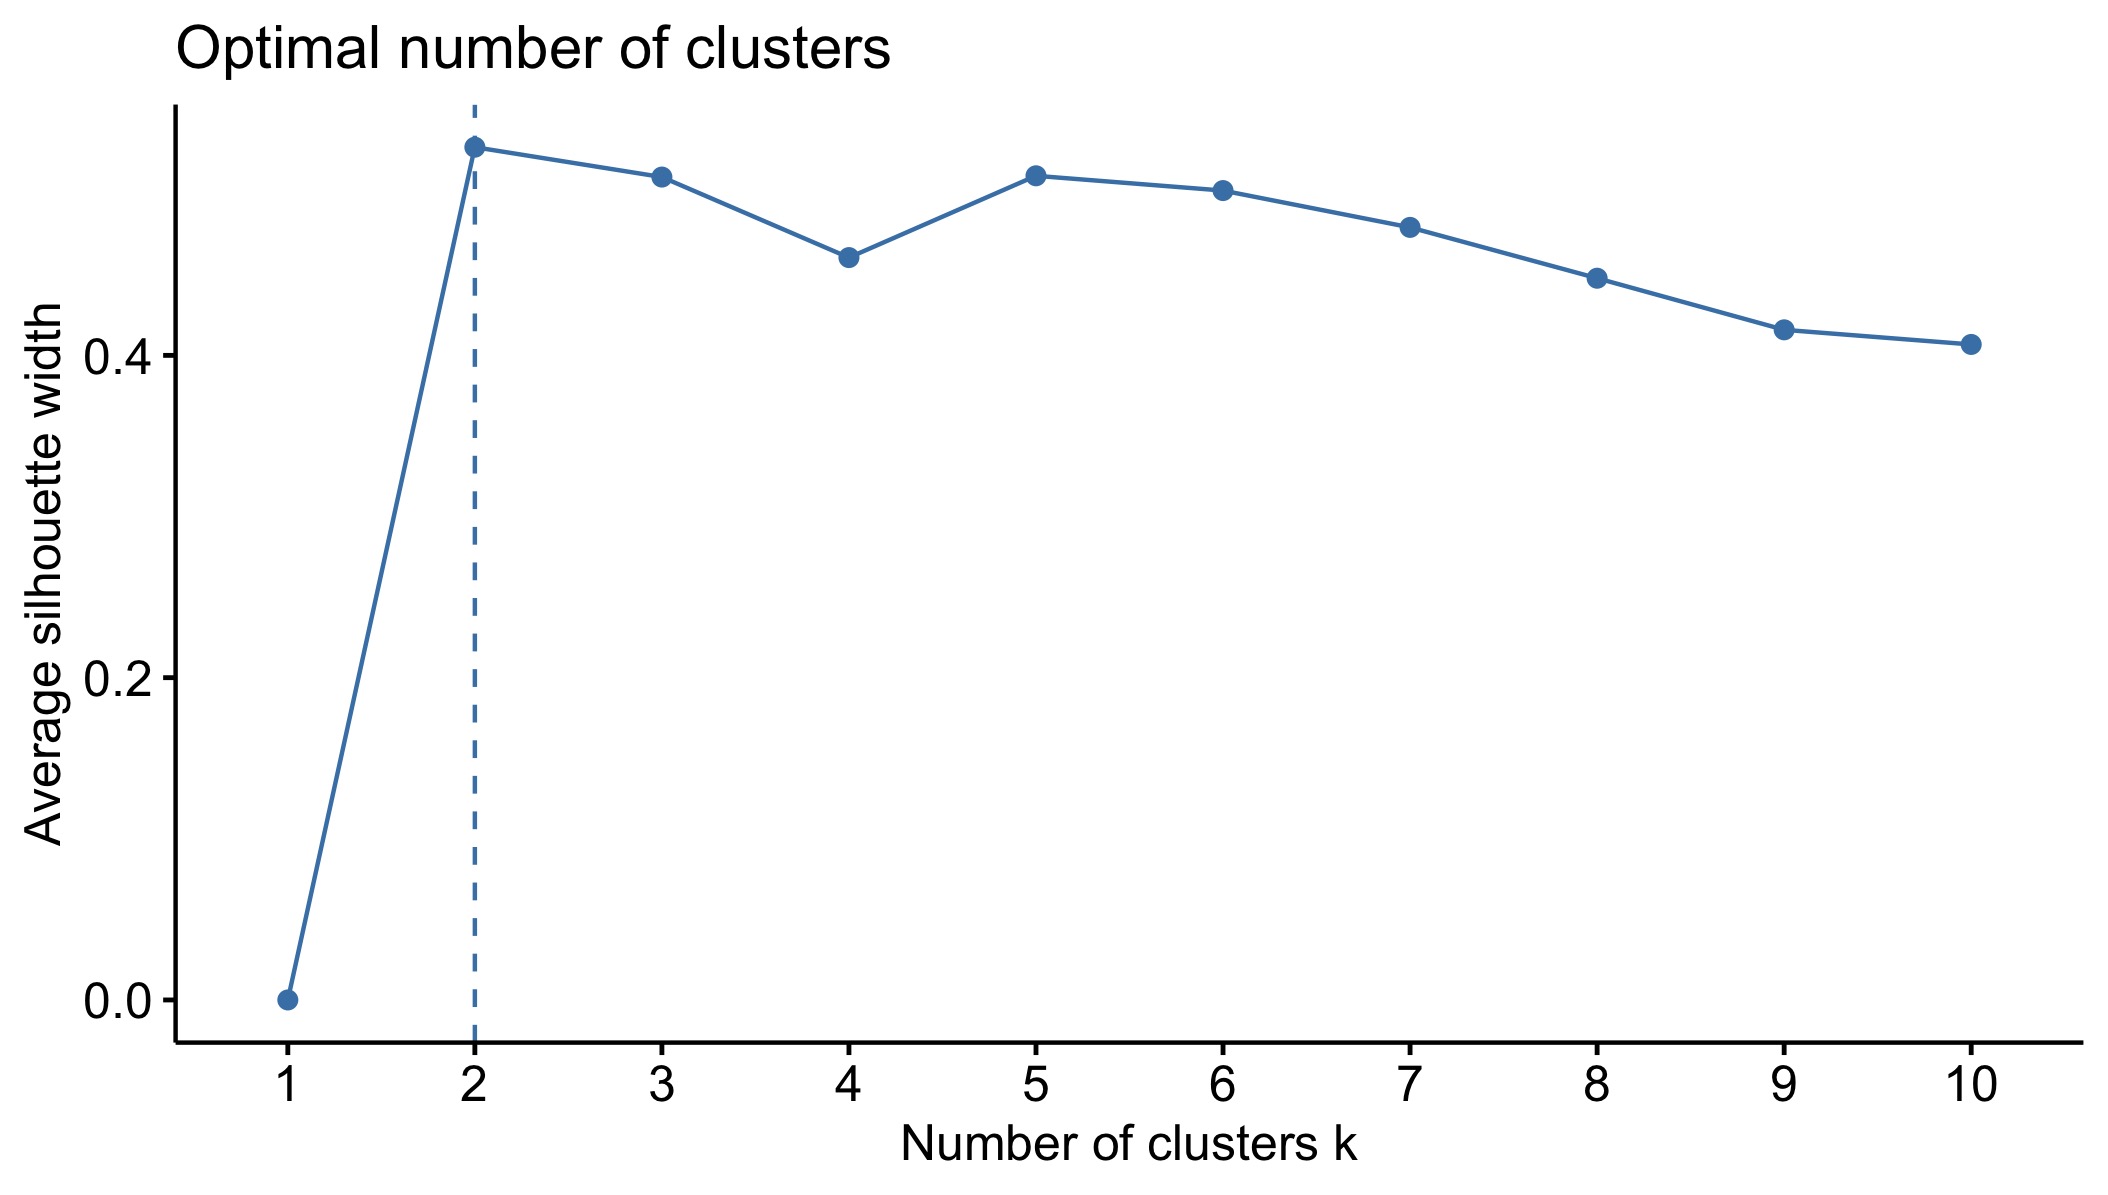 Optimal number of clusters
Average silhouette width
0.4
0.2
0.0
1 2 3 4 5 6 7 8 9 10
Number of clusters k